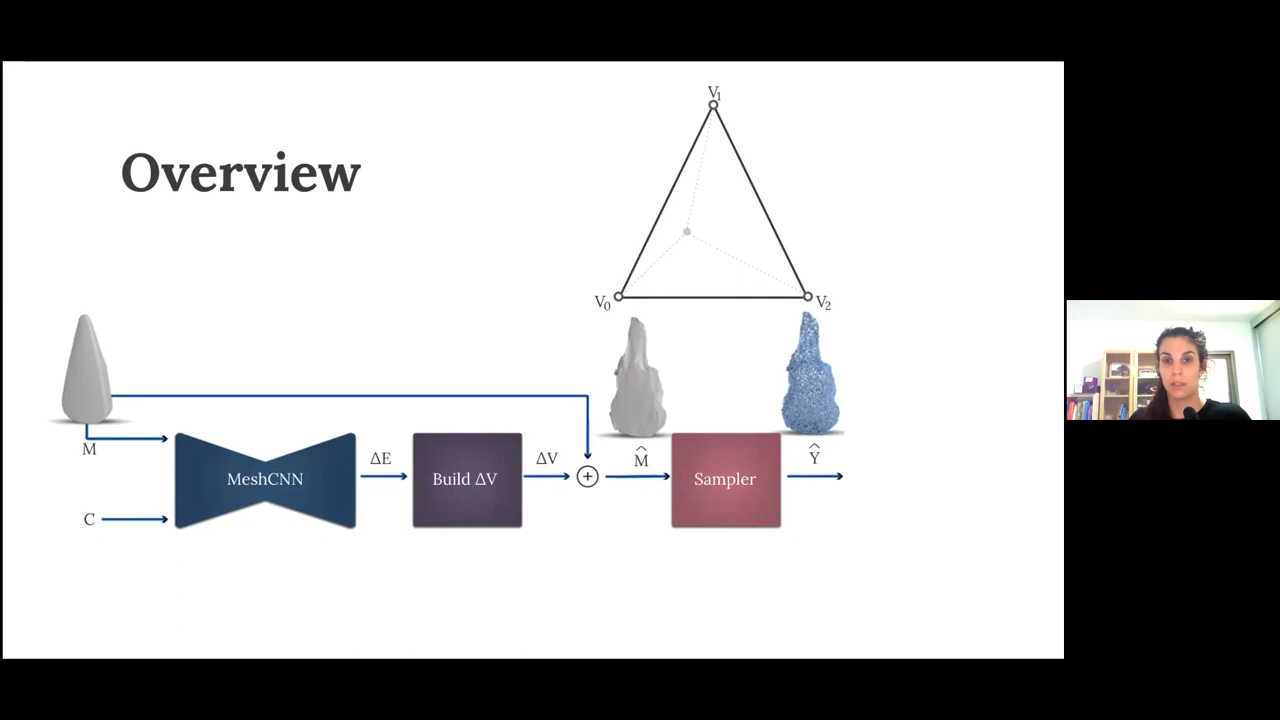 Overview
V1
V0
V2
M
C
MeshCNN
ΔE
Build ΔV
ΔV
+
M̂
Sampler
Ŷ